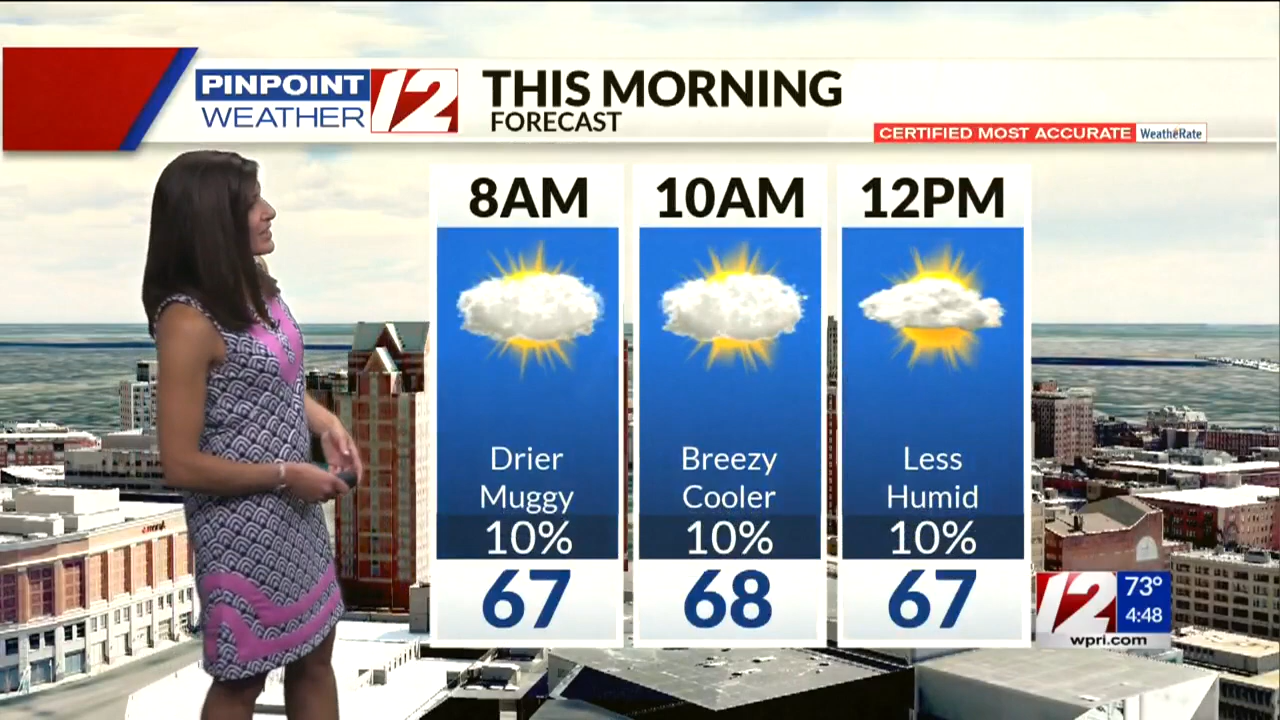 PINPOINT
WEATHER
12
THIS MORNING
FORECAST
CERTIFIED MOST ACCURATE
WeatheRate
8AM
Drier
Muggy
10%
67
10AM
Breezy
Cooler
10%
68
12PM
Less
Humid
10%
67
12
73°
4:48
wpri.com